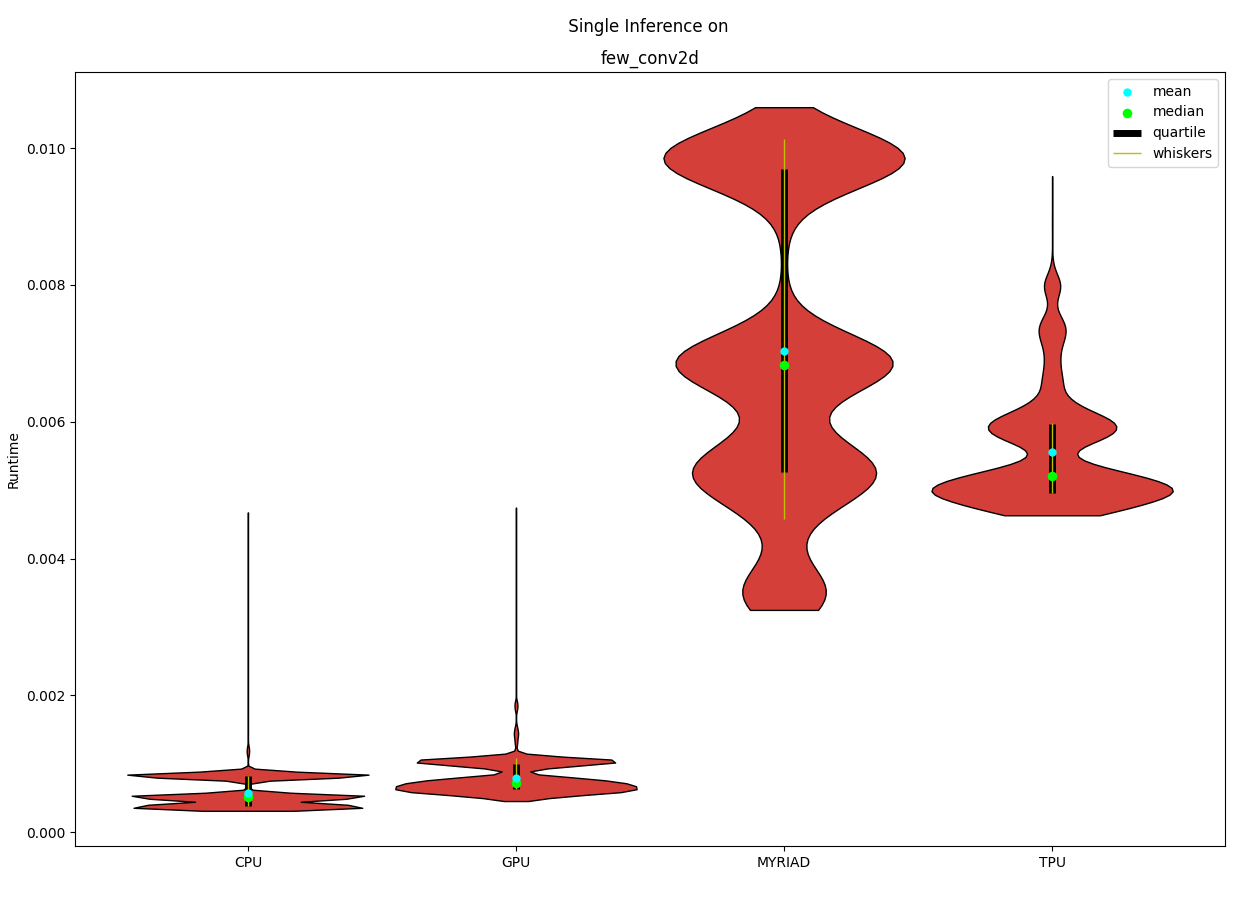 Single Inference on
few_conv2d
mean
median
quartile
whiskers
0.010
0.008
0.006
0.004
0.002
0.000
Runtime
CPU
GPU
MYRIAD
TPU